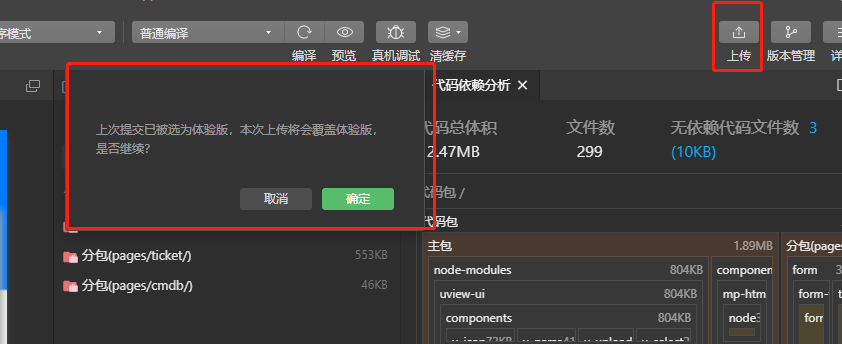 序模式
普通编译
编译
预览
真机调试
清缓存
上传
版本管理
上次提交已被选为体验版，本次上传将会覆盖体验版，
是否继续？
取消
确定
分包(pages/ticket/) 553KB
分包(pages/cmdb/) 46KB
代码依赖分析
代码总体积
2.47MB
文件数
299
无依赖代码文件数 3
(10KB)
代码包 /
代码包
主包 1.89MB
分包(pages
node-modules 804KB
componen
form
uview-ui 804KB
mp-htm
form-
components 804KB
node
form